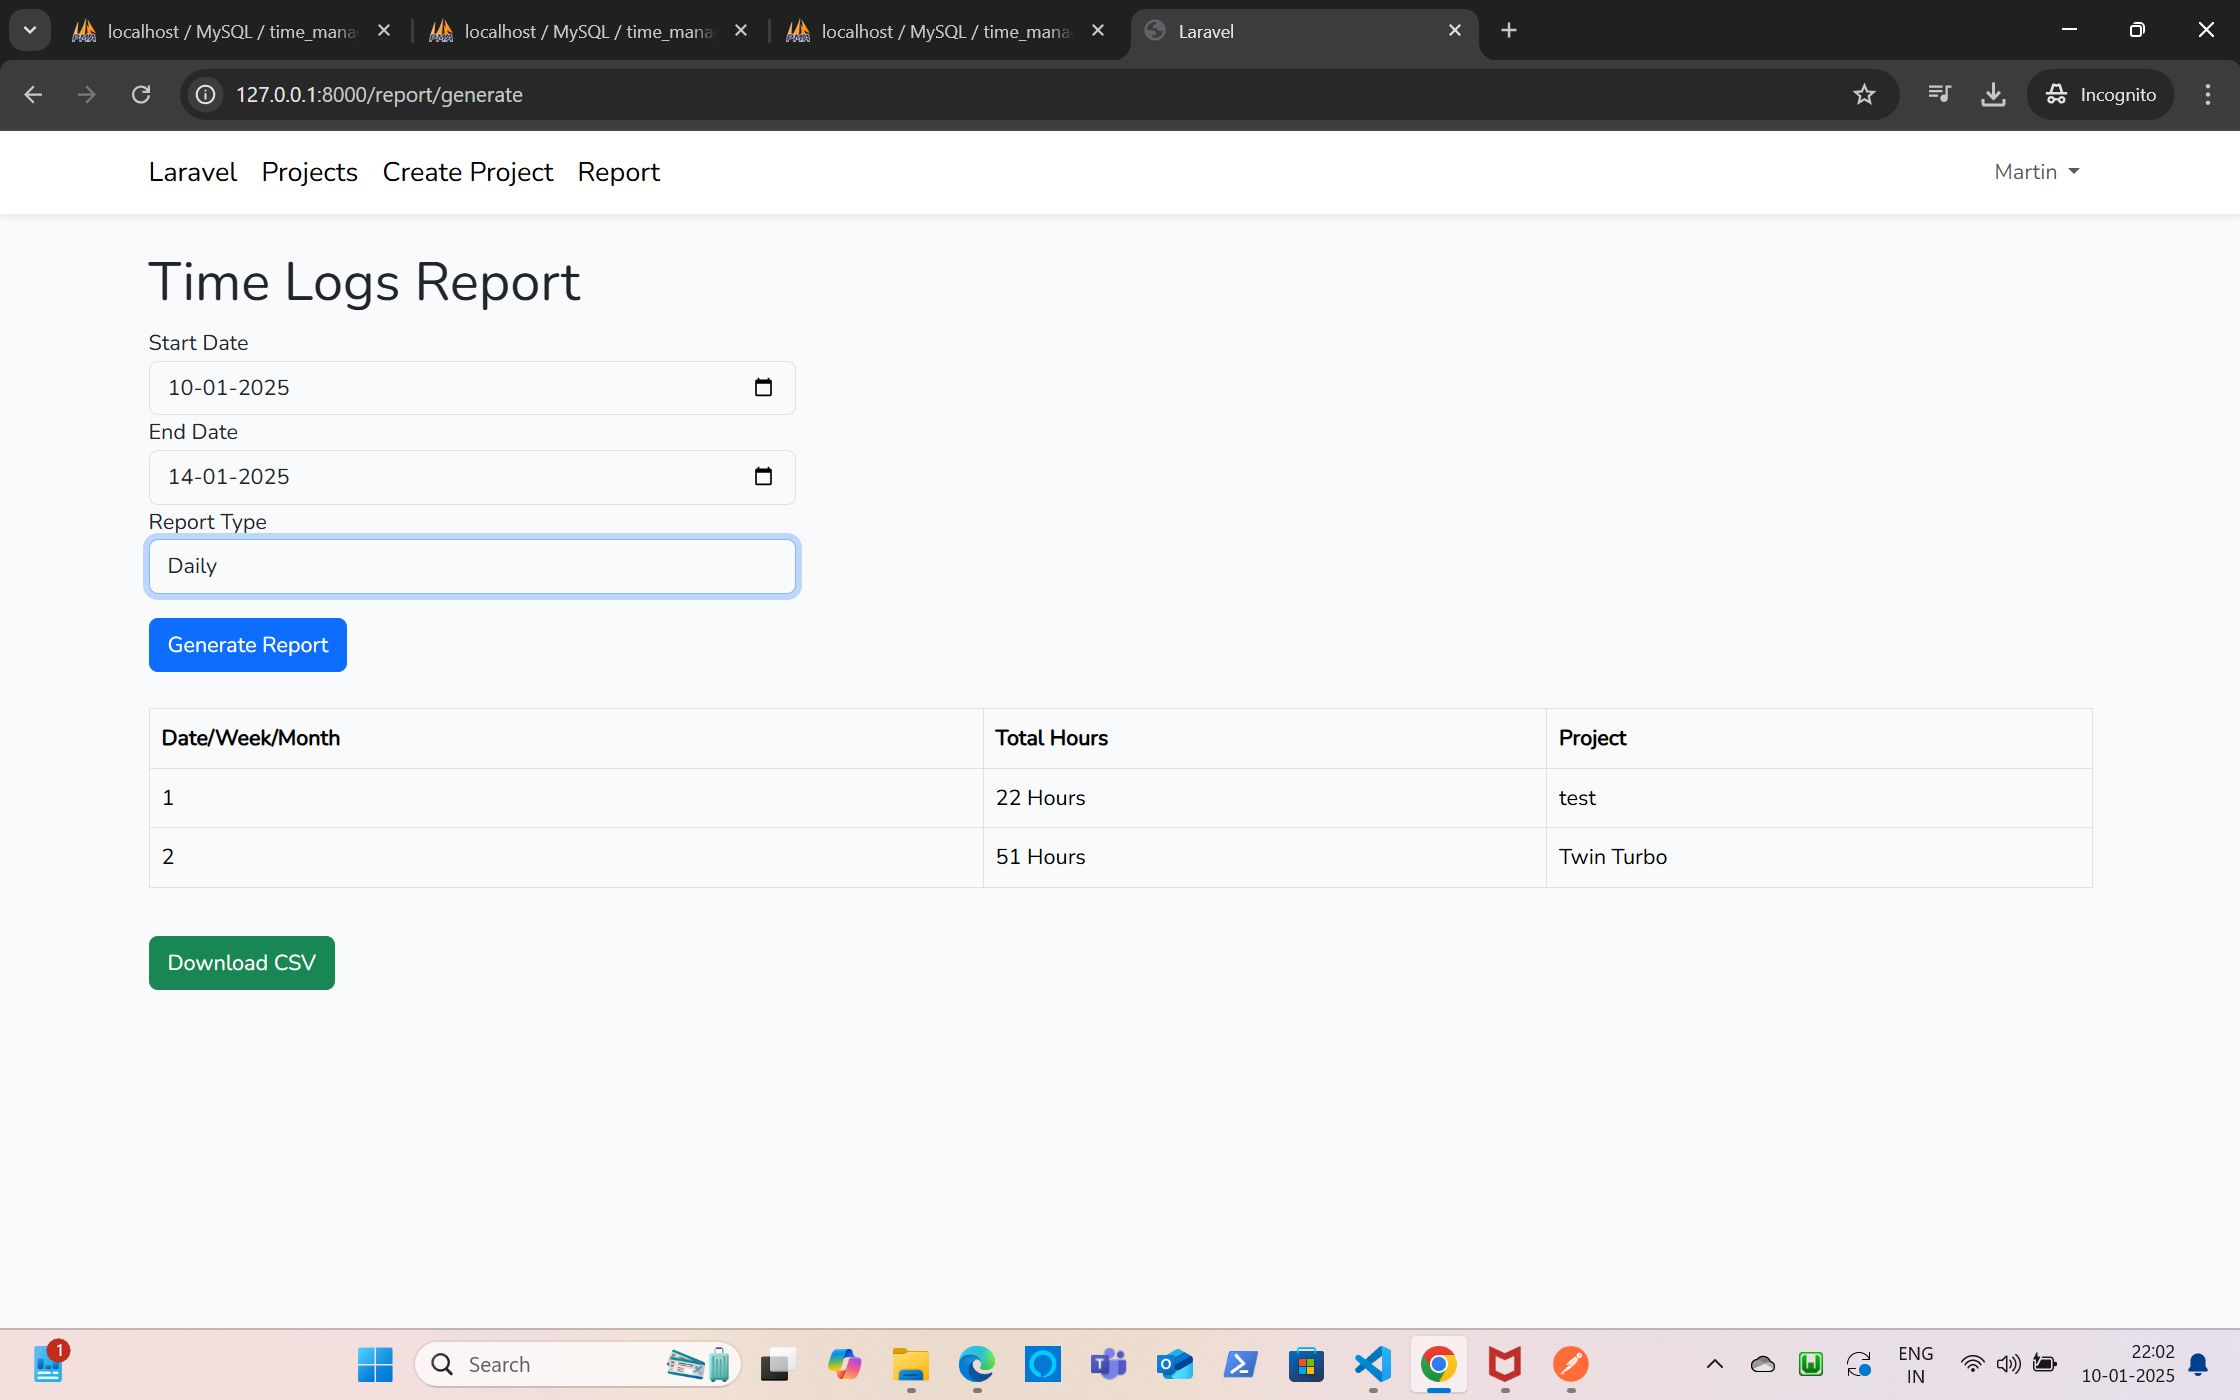 localhost / MySQL / time_mana
localhost / MySQL / time_mana
localhost / MySQL / time_mana
Laravel
127.0.0.1:8000/report/generate
Incognito
Laravel Projects Create Project Report
Martin
Time Logs Report
Start Date
10-01-2025
End Date
14-01-2025
Report Type
Daily
Generate Report
Date/Week/Month Total Hours Project
1 22 Hours test
2 51 Hours Twin Turbo
Download CSV
1
Search
ENG
IN
22:02
10-01-2025